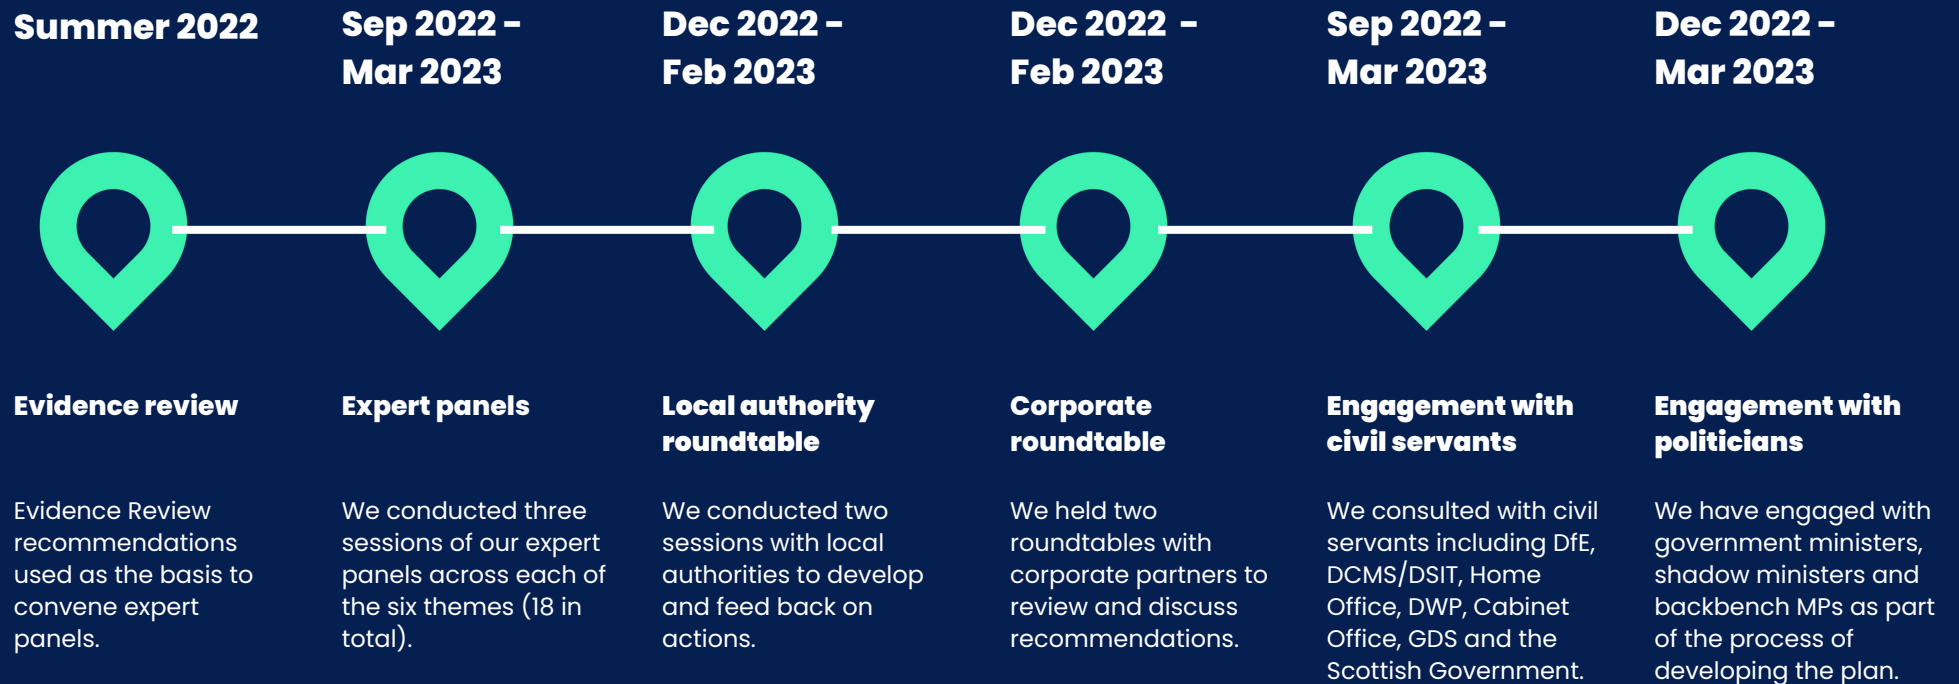 Summer 2022
Sep 2022 -
Mar 2023
Dec 2022 -
Feb 2023
Dec 2022 -
Feb 2023
Sep 2022 -
Mar 2023
Dec 2022 -
Mar 2023
Evidence review
Evidence Review
recommendations
used as the basis to
convene expert
panels.
Expert panels
We conducted three
sessions of our expert
panels across each of
the six themes (18 in
total).
Local authority
roundtable
We conducted two
sessions with local
authorities to develop
and feed back on
actions.
Corporate
roundtable
We held two
roundtables with
corporate partners to
review and discuss
recommendations.
Engagement with
civil servants
We consulted with civil
servants including DfE,
DCMS/DSIT, Home
Office, DWP, Cabinet
Office, GDS and the
Scottish Government.
Engagement with
politicians
We have engaged with
government ministers,
shadow ministers and
backbench MPs as part
of the process of
developing the plan.